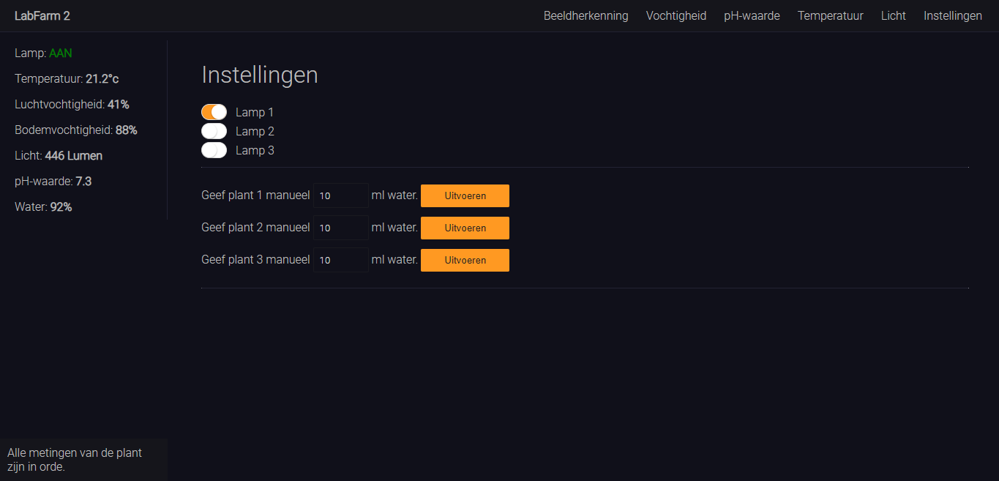 LabFarm 2 Beeldherkenning Vochtigheid pH-waarde Temperatuur Licht Instellingen
Lamp: AAN
Temperatuur: 21.2°c
Luchtvochtigheid: 41%
Bodemvochtigheid: 88%
Licht: 446 Lumen
pH-waarde: 7.3
Water: 92%
Instellingen
Lamp 1
Lamp 2
Lamp 3
Geef plant 1 manueel 10 ml water. Uitvoeren
Geef plant 2 manueel 10 ml water. Uitvoeren
Geef plant 3 manueel 10 ml water. Uitvoeren
Alle metingen van de plant
zijn in orde.